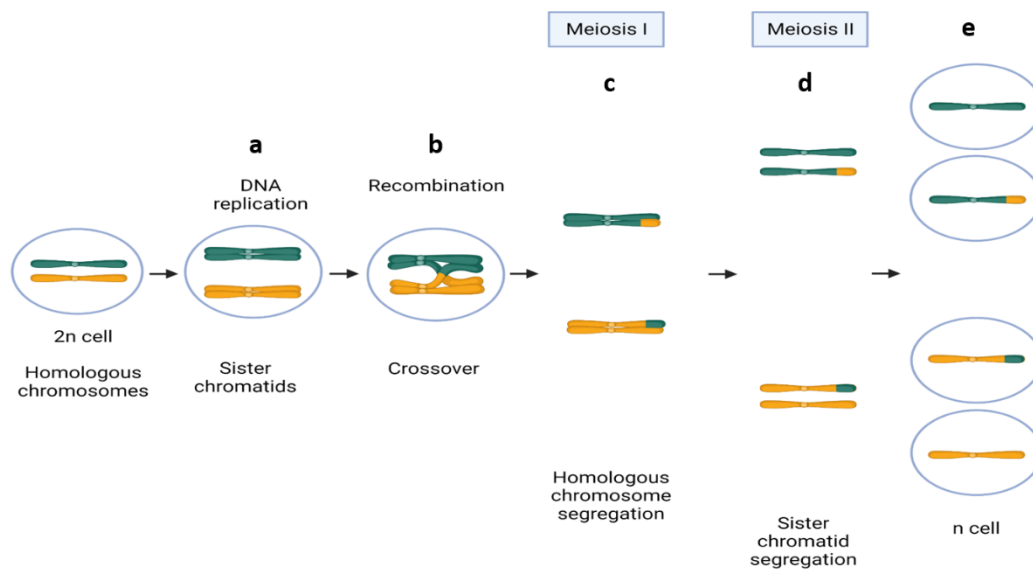 Meiosis I
Meiosis II
e
c
d
a
b
DNA
replication
Recombination
2n cell
Homologous
chromosomes
Sister
chromatids
Crossover
Homologous
chromosome
segregation
Sister
chromatid
segregation
n cell